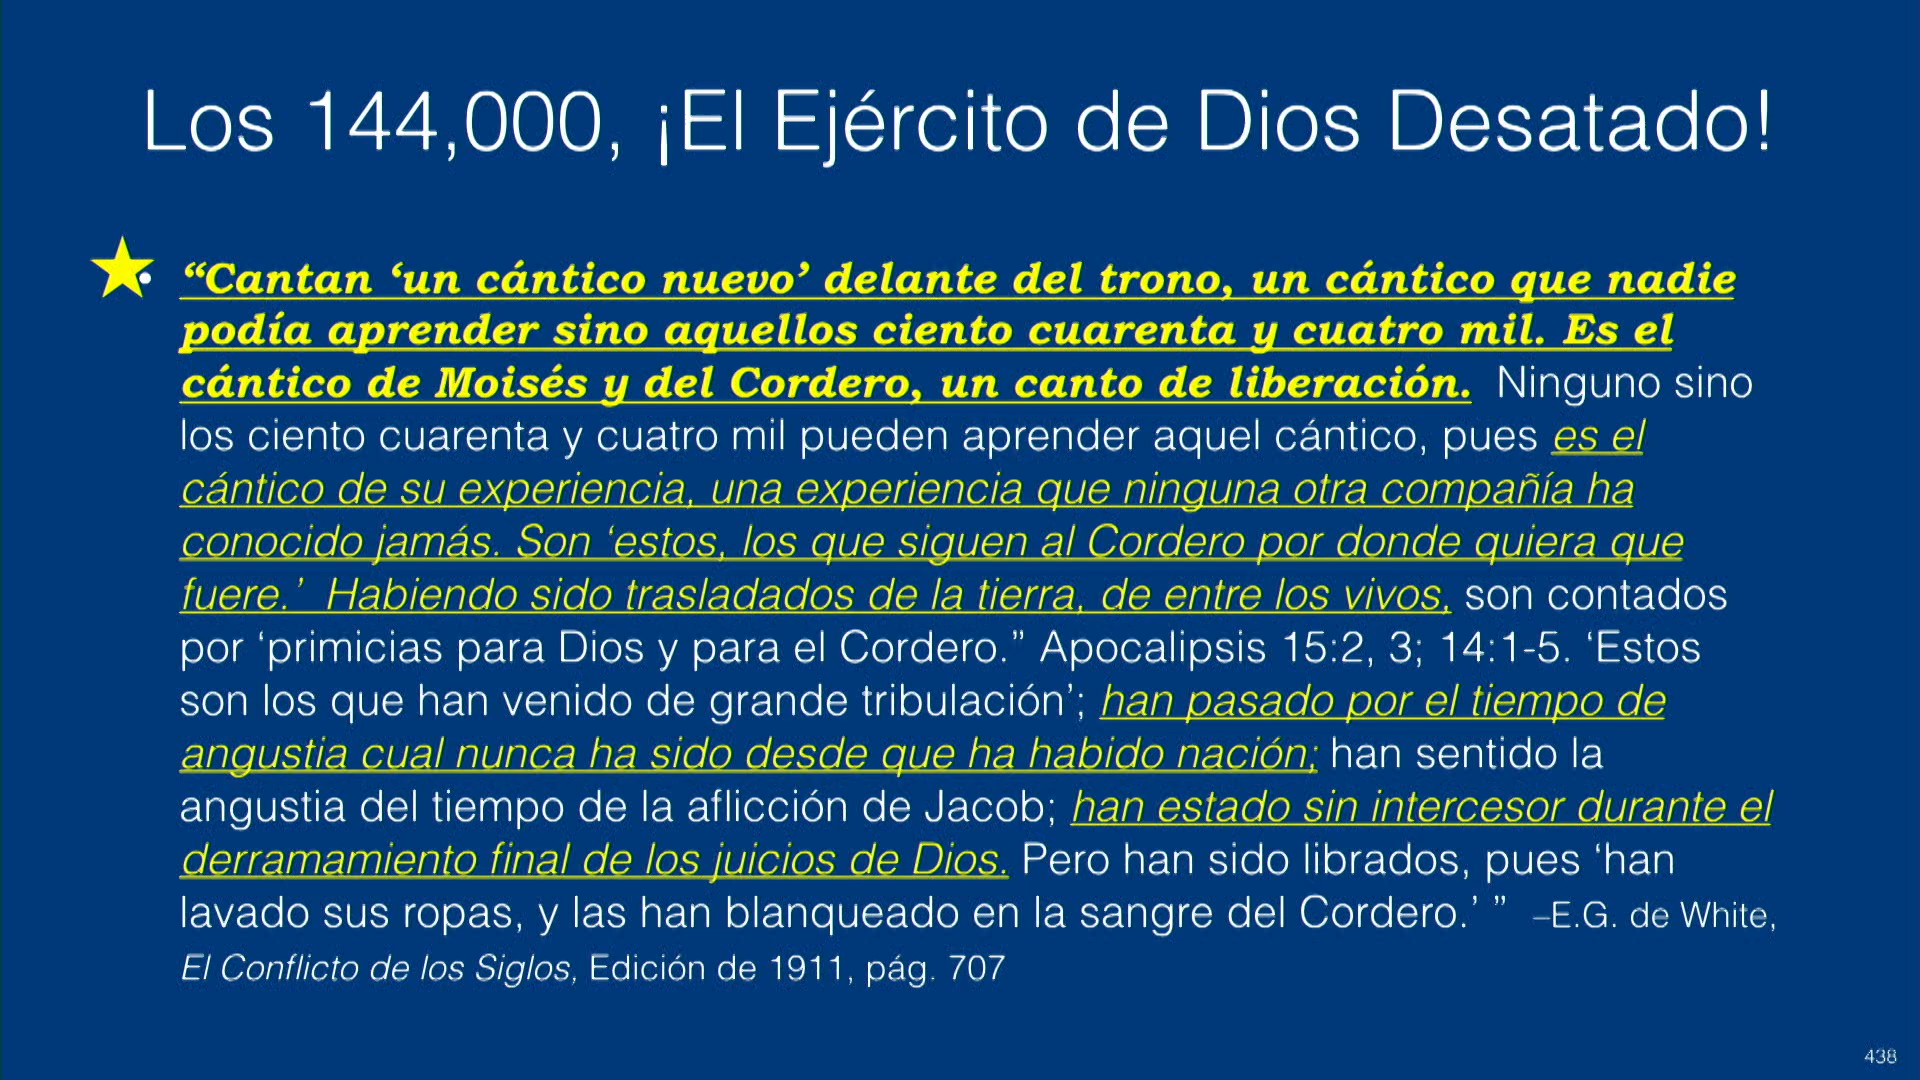 Los 144,000, ¡El Ejército de Dios Desatado!
• “Cantan ‘un cántico nuevo’ delante del trono, un cántico que nadie
podía aprender sino aquellos ciento cuarenta y cuatro mil. Es el
cántico de Moisés y del Cordero, un canto de liberación. Ninguno sino
los ciento cuarenta y cuatro mil pueden aprender aquel cántico, pues es el
cántico de su experiencia, una experiencia que ninguna otra compañía ha
conocido jamás. Son ‘estos, los que siguen al Cordero por donde quiera que
fuere.’ Habiendo sido trasladados de la tierra, de entre los vivos, son contados
por ‘primicias para Dios y para el Cordero.” Apocalipsis 15:2, 3; 14:1-5. ‘Estos
son los que han venido de grande tribulación’; han pasado por el tiempo de
angustia cual nunca ha sido desde que ha habido nación; han sentido la
angustia del tiempo de la aflicción de Jacob; han estado sin intercesor durante el
derramamiento final de los juicios de Dios. Pero han sido librados, pues ‘han
lavado sus ropas, y las han blanqueado en la sangre del Cordero.’ ” –E.G. de White,
El Conflicto de los Siglos, Edición de 1911, pág. 707
438